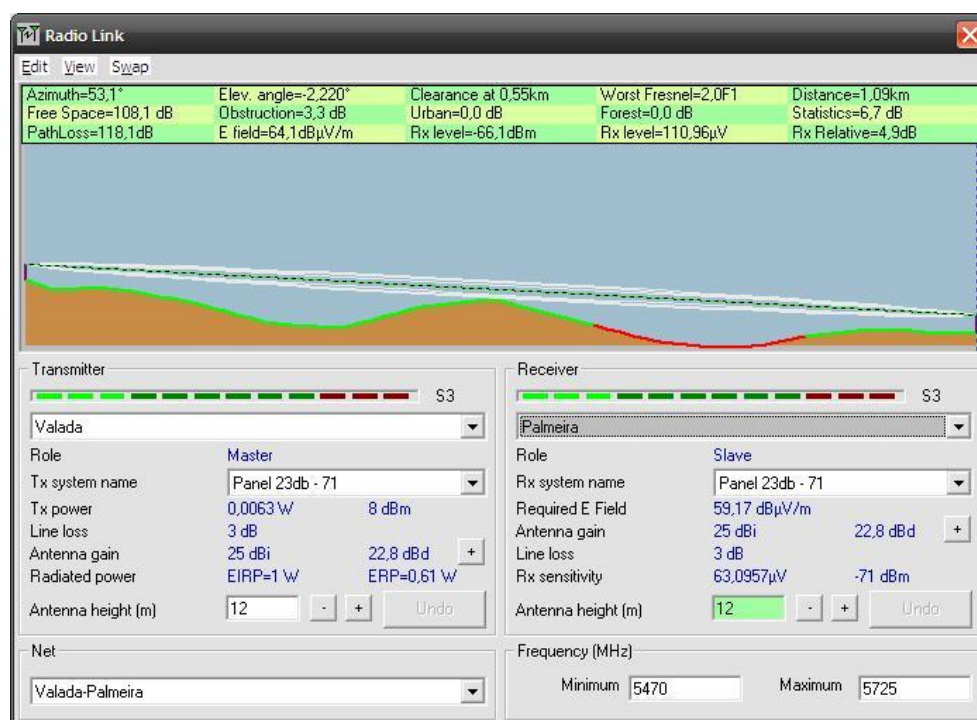 Radio Link
Edit View Swap
Azimuth=53,1° Elev. angle=-2,220° Clearance at 0,55km Worst Fresnel=2,0F1 Distance=1,09km
Free Space=108,1 dB Obstruction=3,3 dB Urban=0,0 dB Forest=0,0 dB Statistics=6,7 dB
PathLoss=118,1dB E field=64,1dBµV/m Rx level=-66,1dBm Rx level=110,96µV Rx Relative=4,9dB
Transmitter
S3
Valada
Role Master
Tx system name Panel 23db - 71
Tx power 0,0063 W 8 dBm
Line loss 3 dB
Antenna gain 25 dBi 22,8 dBd +
Radiated power EIRP=1 W ERP=0,61 W
Antenna height (m) 12 - + Undo
Receiver
S3
Palmeira
Role Slave
Rx system name Panel 23db - 71
Required E Field 59,17 dBµV/m
Antenna gain 25 dBi 22,8 dBd +
Line loss 3 dB
Rx sensitivity 63,0957µV -71 dBm
Antenna height (m) 12 - + Undo
Net
Valada-Palmeira
Frequency (MHz)
Minimum 5470 Maximum 5725